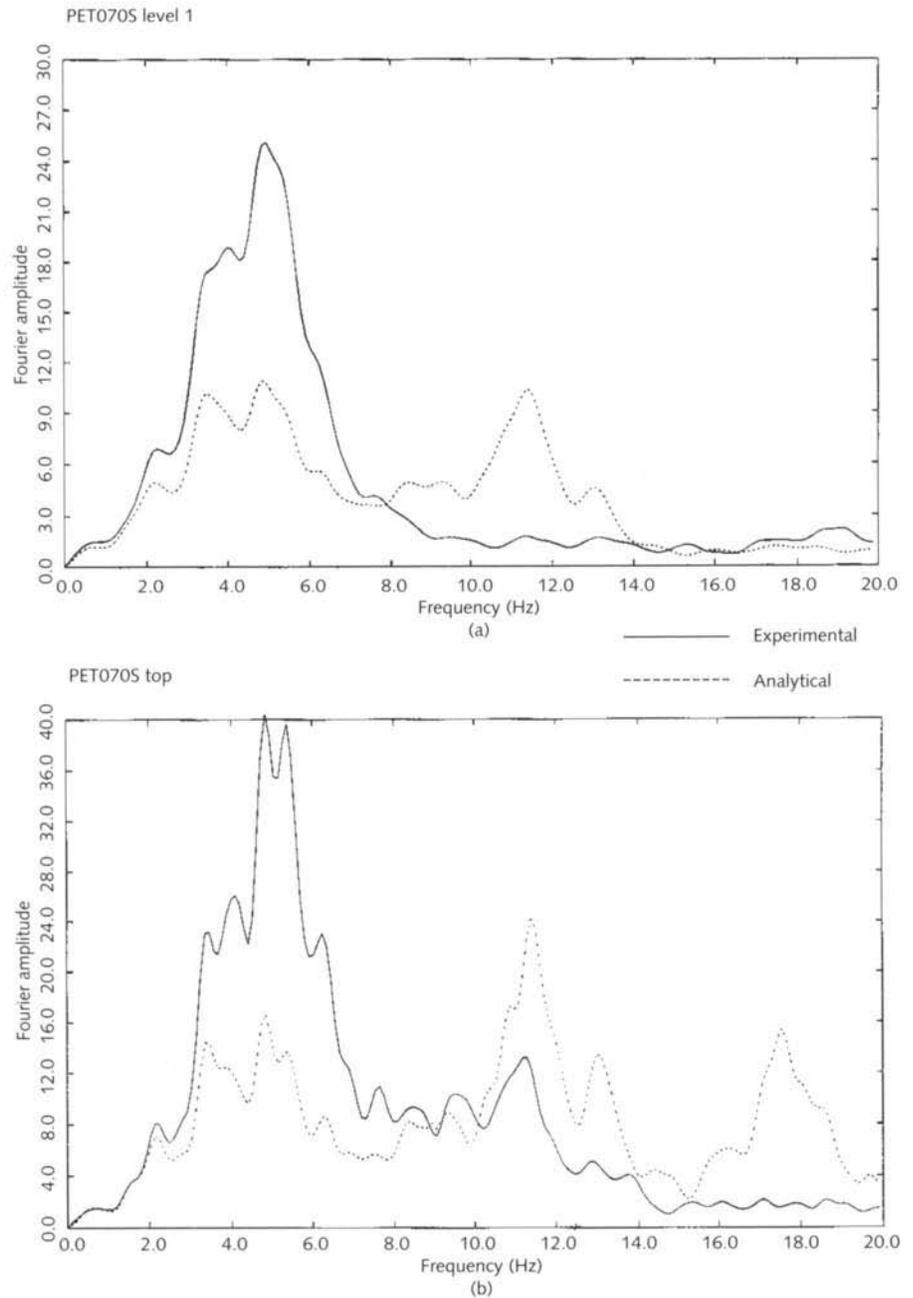 PET070S level 1
30.0
27.0
24.0
21.0
18.0
15.0
12.0
9.0
6.0
3.0
0.0
Fourier amplitude
0.0 2.0 4.0 6.0 8.0 10.0 12.0 14.0 16.0 18.0 20.0
Frequency (Hz)
(a)
Experimental
Analytical
PET070S top
40.0
36.0
32.0
28.0
24.0
20.0
16.0
12.0
8.0
4.0
0.0
Fourier amplitude
0.0 2.0 4.0 6.0 8.0 10.0 12.0 14.0 16.0 18.0 20.0
Frequency (Hz)
(b)